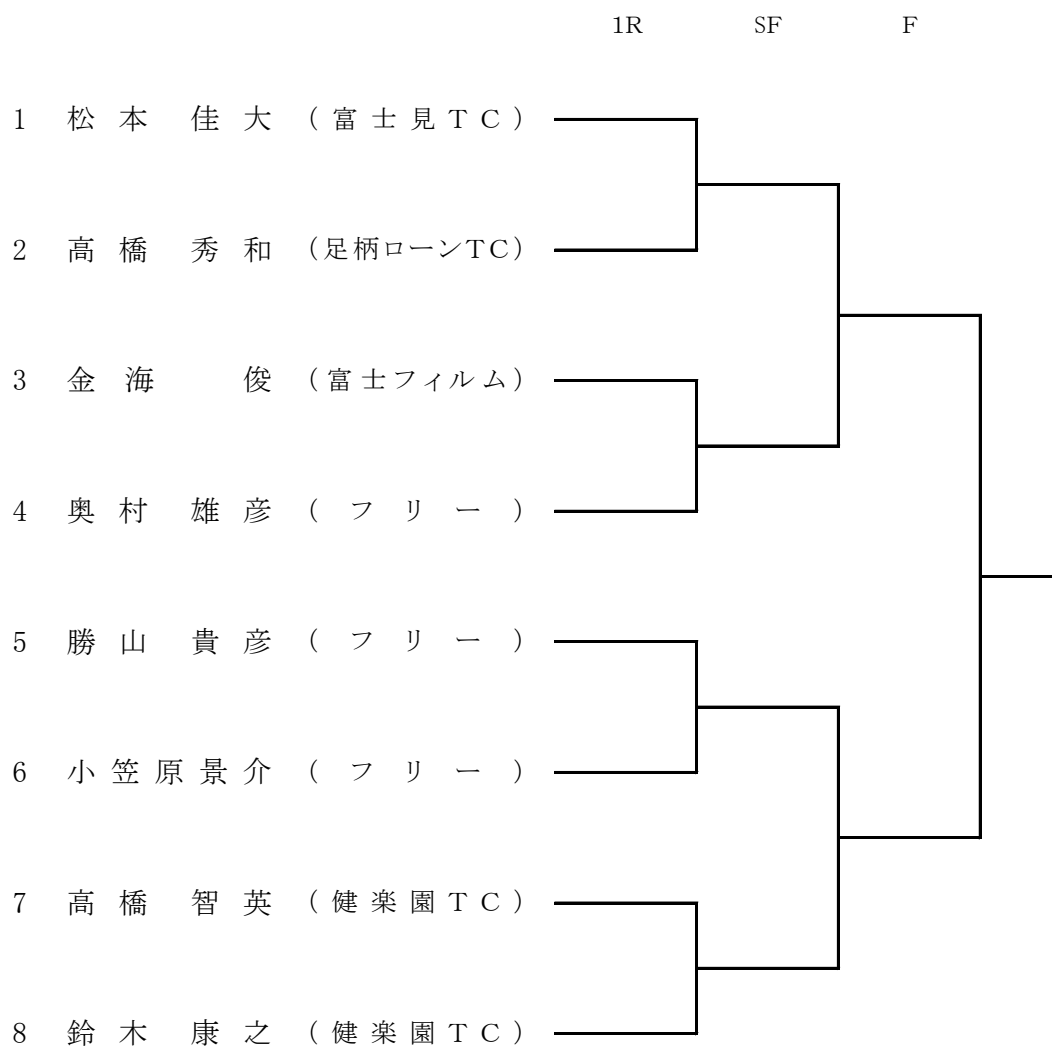 1R SF F
1 松本 佳大 (富士見TC)
2 高橋 秀和 (足柄ローンTC)
3 金海 俊 (富士フィルム)
4 奥村 雄彦 (フリー)
5 勝山 貴彦 (フリー)
6 小笠原景介 (フリー)
7 高橋 智英 (健楽園TC)
8 鈴木 康之 (健楽園TC)